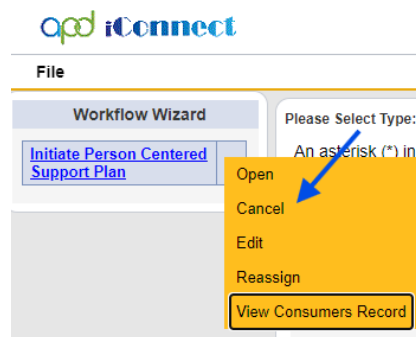 apd iConnect
File
Workflow Wizard
Please Select Type:
Initiate Person Centered
Support Plan
An asterisk (*) in
Open
Cancel
Edit
Reassign
View Consumers Record